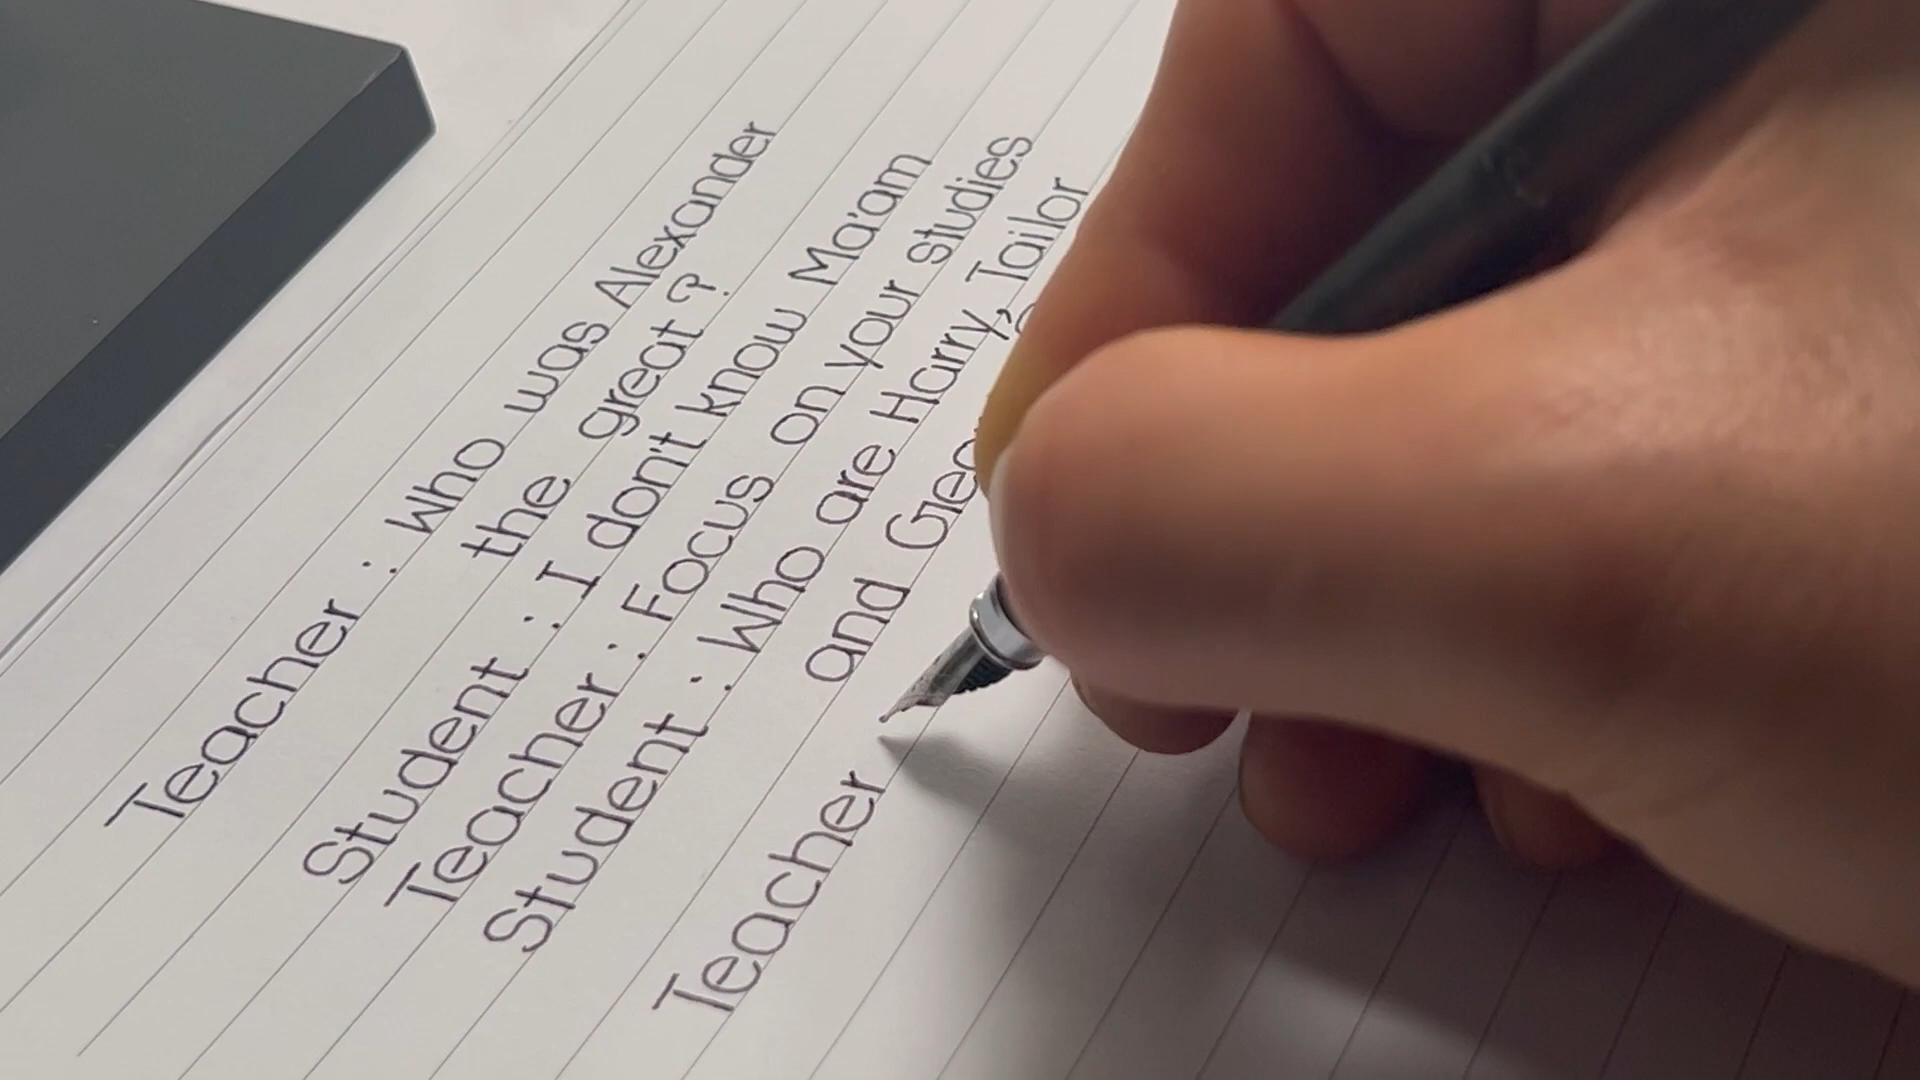 Teacher : Who was Alexander
the great ?
Student : I don't know Ma'am
Teacher : Focus on your studies
Student : Who are Harry, Tailor
and
Teacher